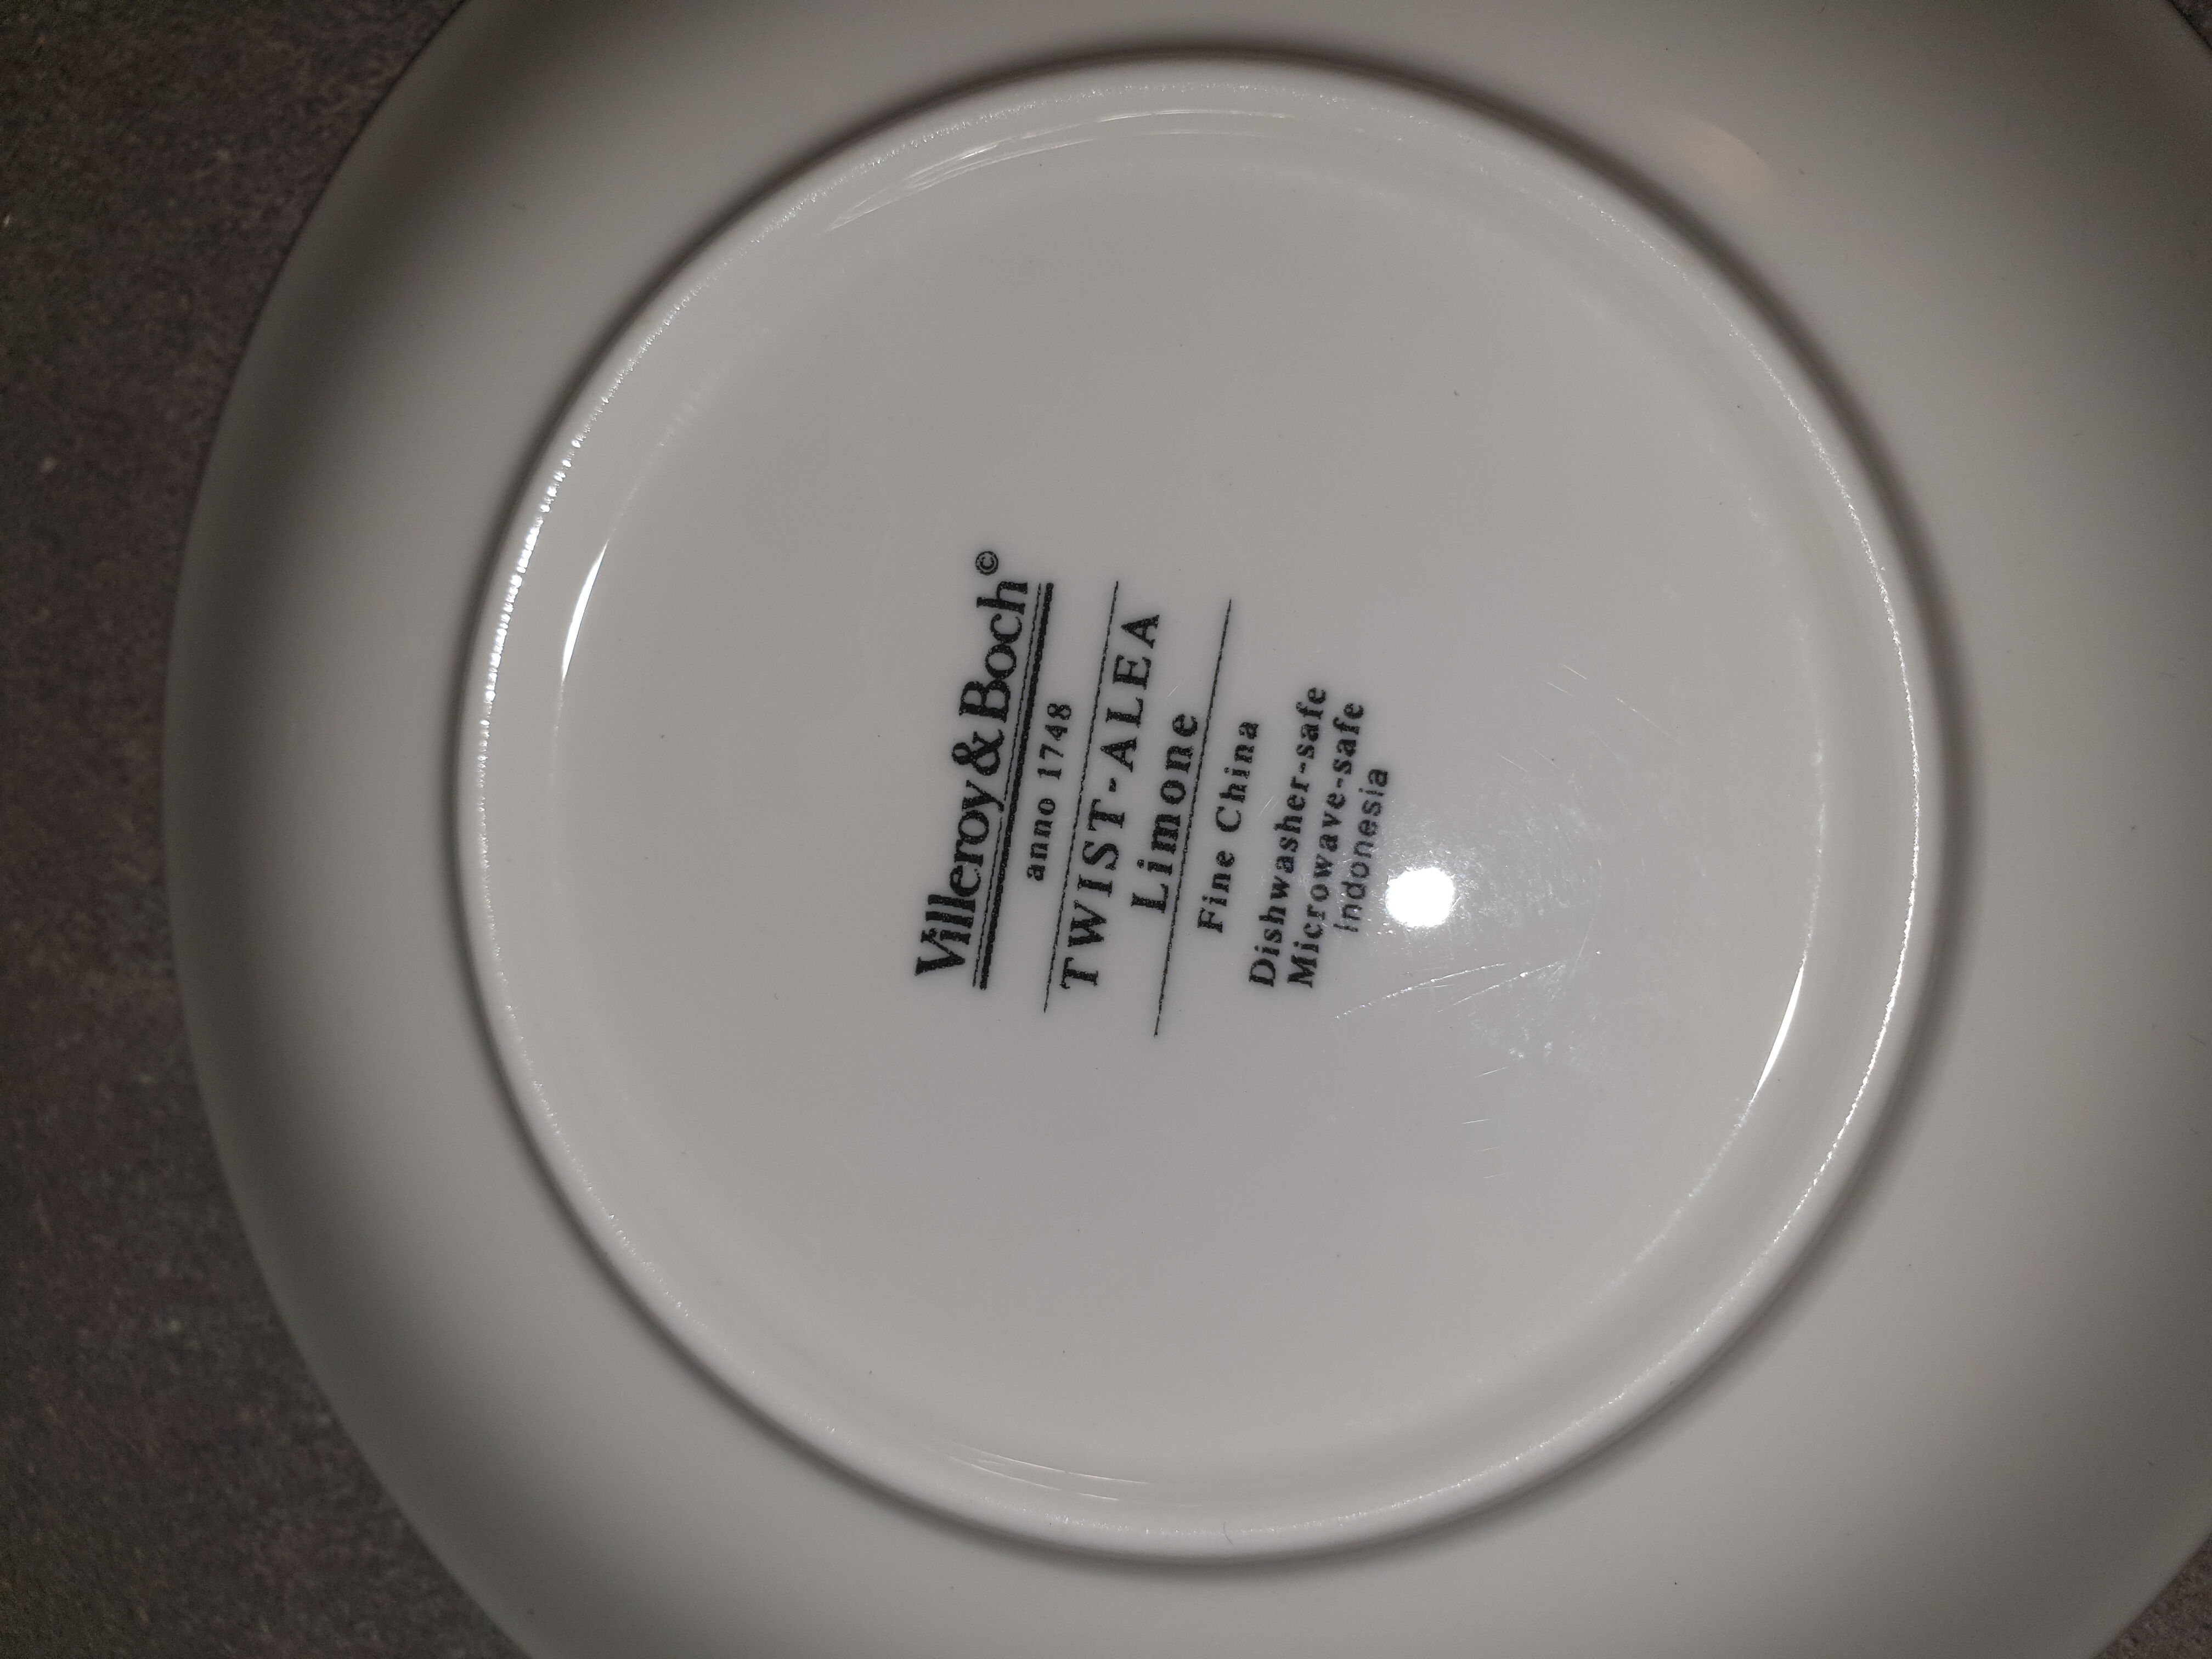 Villeroy & Boch ©
anno 1748
TWIST-ALEA
Limone
Fine China
Dishwasher-safe
Microwave-safe
Indonesia